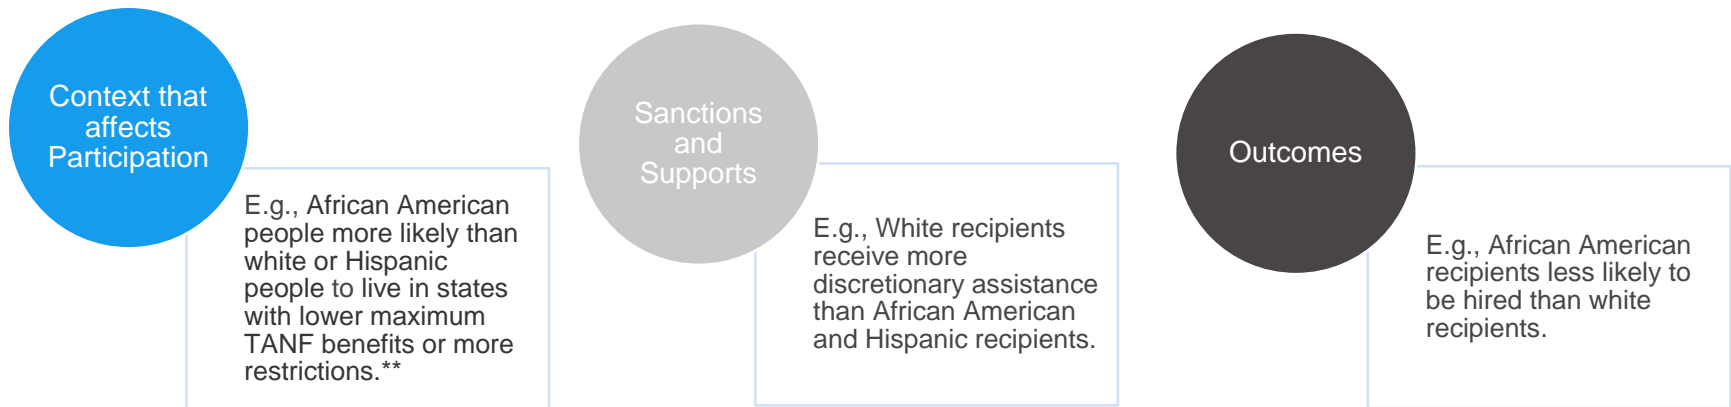 Context that
affects
Participation
E.g., African American
people more likely than
white or Hispanic
people to live in states
with lower maximum
TANF benefits or more
restrictions.**
Sanctions
and
Supports
E.g., White recipients
receive more
discretionary assistance
than African American
and Hispanic recipients.
Outcomes
E.g., African American
recipients less likely to
be hired than white
recipients.